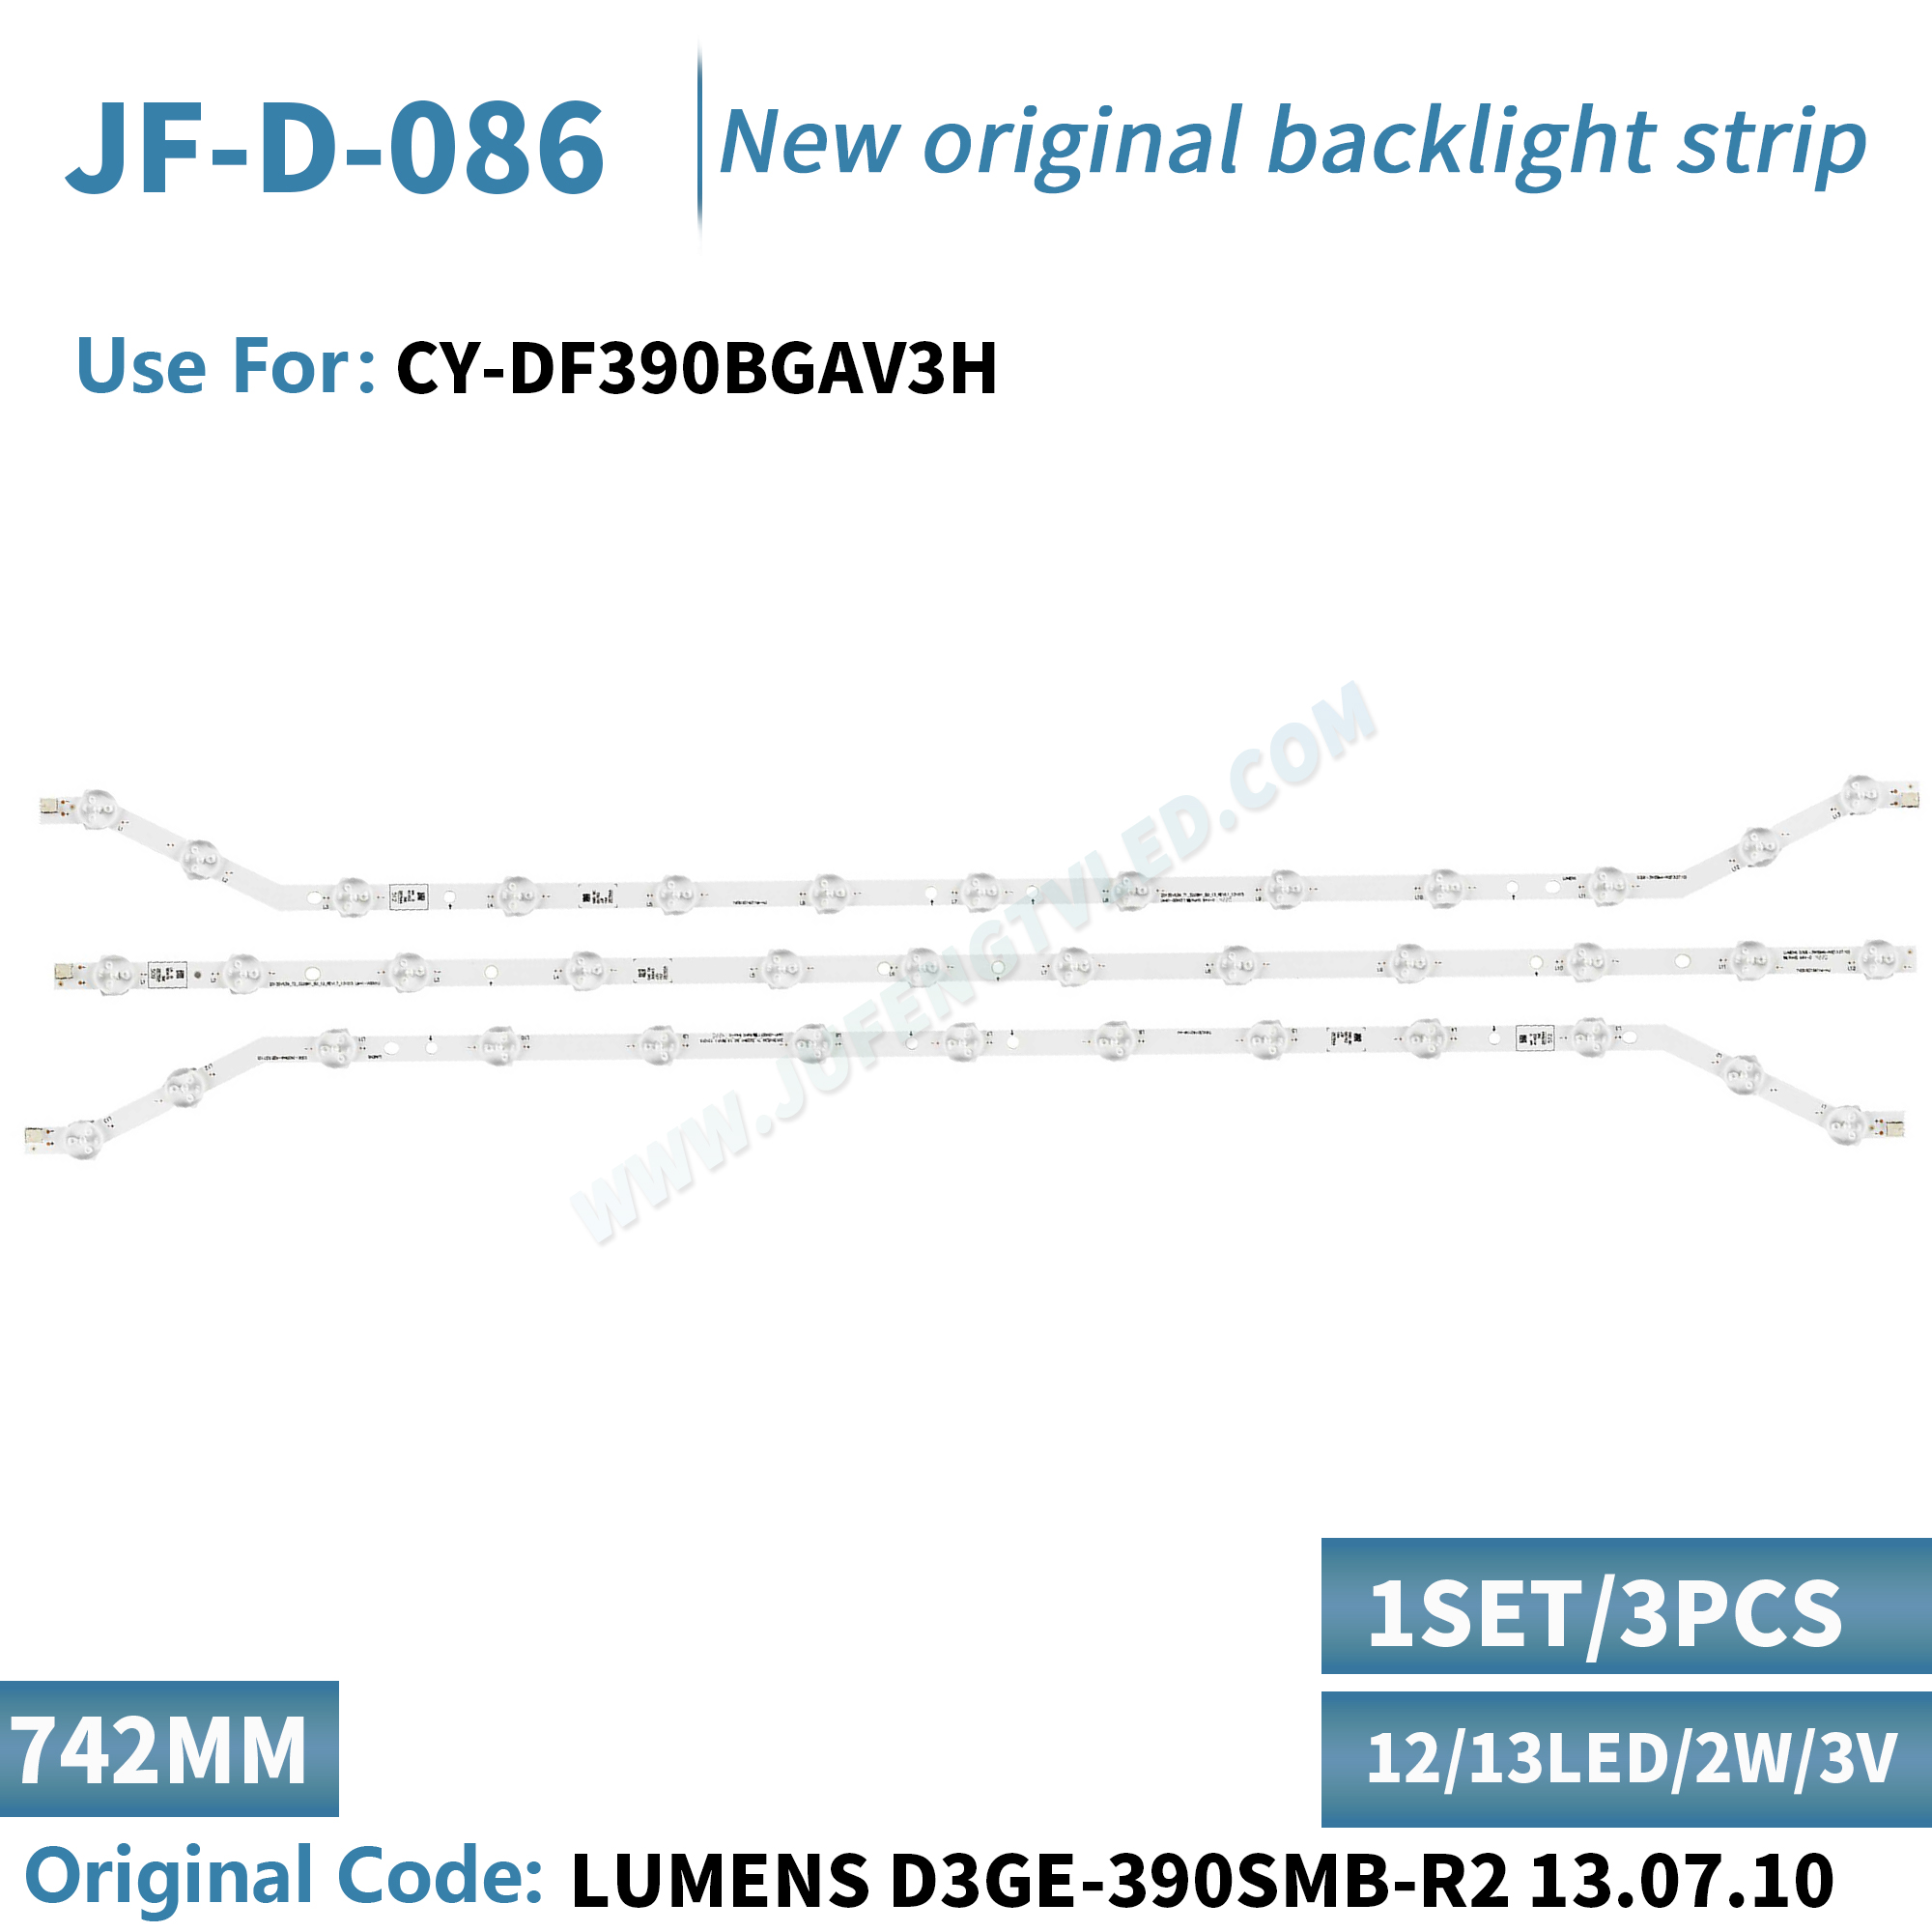 JF-D-086
New original backlight strip
Use For: CY-DF390BGAV3H
WWW.JUFENGTVLED.COM
1SET/3PCS
742MM
12/13LED/2W/3V
Original Code: LUMENS D3GE-390SMB-R2 13.07.10